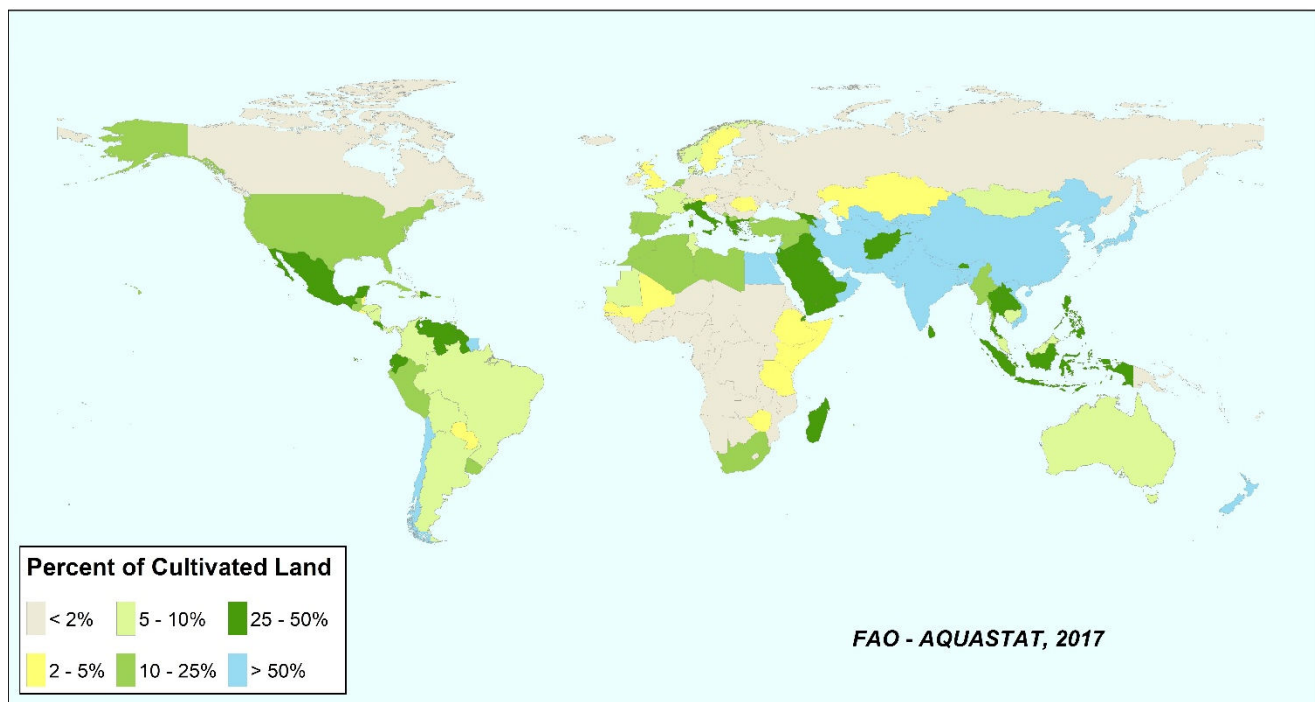 Percent of Cultivated Land
< 2% 5 - 10% 25 - 50%
2 - 5% 10 - 25% > 50%
FAO - AQUASTAT, 2017